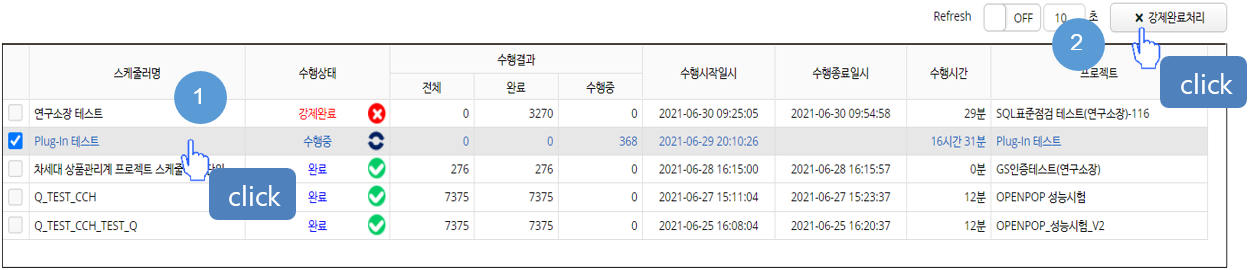 Refresh OFF 10 초 × 강제완료처리
1
2
click
click
스케줄러명 수행상태 수행결과 수행시작일시 수행종료일시 수행시간 프로젝트
전체 완료 수행중
연구소장 테스트 강제완료 0 3270 0 2021-06-30 09:25:05 2021-06-30 09:54:58 29분 SQL표준점검 테스트(연구소장)-116
Plug-In 테스트 수행중 0 0 368 2021-06-29 20:10:26 16시간 31분 Plug-In 테스트
차세대 상품관리계 프로젝트 완료 276 276 0 2021-06-28 16:15:00 2021-06-28 16:15:57 0분 GS인증테스트(연구소장)
Q_TEST_CCH 완료 7375 7375 0 2021-06-27 15:11:04 2021-06-27 15:23:37 12분 OPENPOP 성능시험
Q_TEST_CCH_TEST_Q 완료 7375 7375 0 2021-06-25 16:08:04 2021-06-25 16:20:37 12분 OPENPOP_성능시험_V2